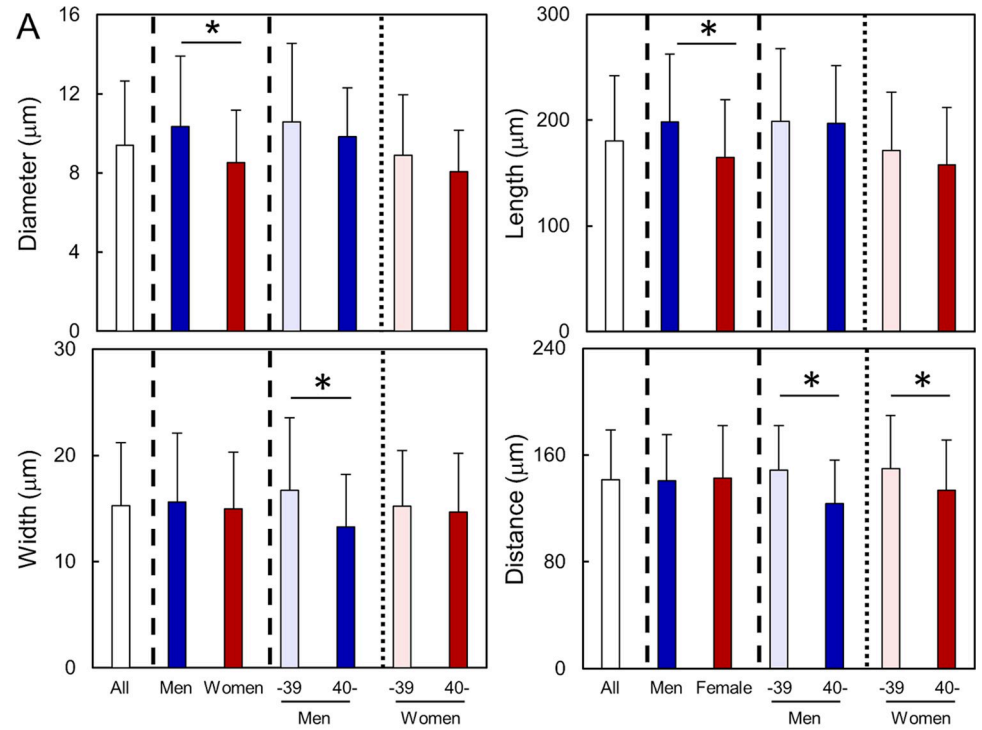 A
16
12
8
4
0
Diameter (μm)
*
300
200
100
0
Length (μm)
*
30
20
10
0
Width (μm)
*
240
160
80
0
Distance (μm)
* *
All Men Women -39 40- -39 40-
Men Women
All Men Female -39 40- -39 40-
Men Women